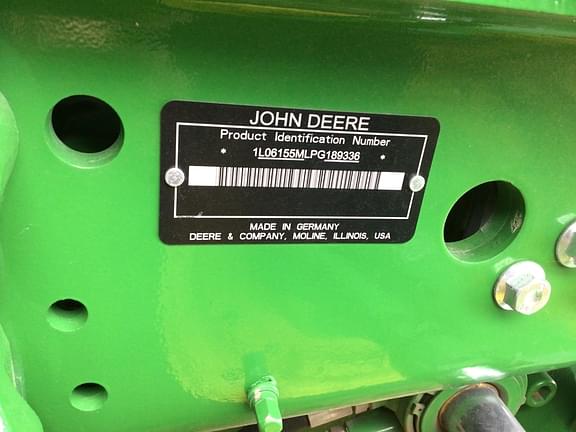 JOHN DEERE
Product Identification Number
* 1L06155MLPG189336 *
MADE IN GERMANY
DEERE & COMPANY, MOLINE, ILLINOIS, USA